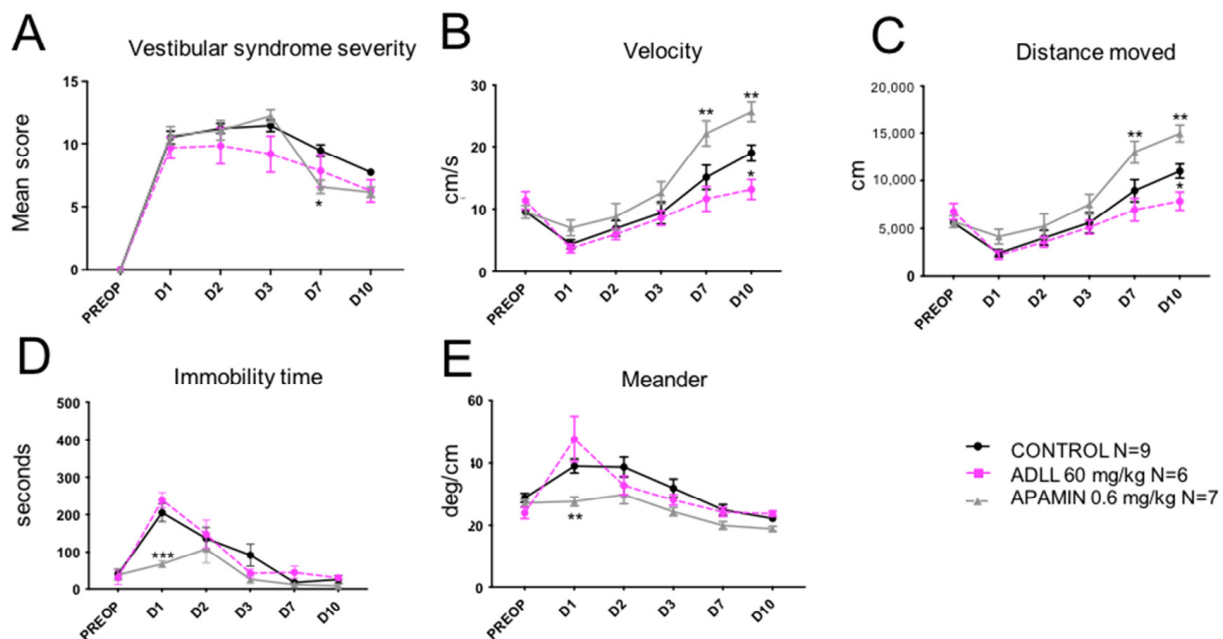 A
Vestibular syndrome severity
Mean score
15
10
5
0
PREOP
D1
D2
D3
D7
D10
*
B
Velocity
cm/s
30
20
10
0
PREOP
D1
D2
D3
D7
D10
**
**
*
C
Distance moved
cm
20,000
15,000
10,000
5,000
0
PREOP
D1
D2
D3
D7
D10
**
**
*
D
Immobility time
seconds
500
400
300
200
100
0
PREOP
D1
D2
D3
D7
D10
***
E
Meander
deg/cm
60
40
20
0
PREOP
D1
D2
D3
D7
D10
**
CONTROL N=9
ADLL 60 mg/kg N=6
APAMIN 0.6 mg/kg N=7